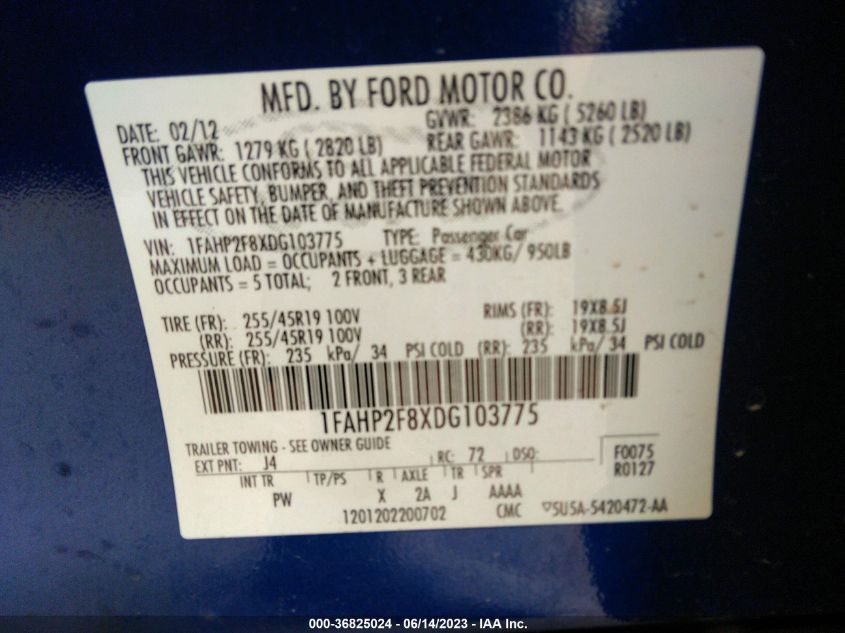 MFD. BY FORD MOTOR CO.
DATE: 02/12 GVWR: 2386 KG ( 5260 LB)
FRONT GAWR: 1279 KG ( 2820 LB) REAR GAWR: 1143 KG ( 2520 LB)
THIS VEHICLE CONFORMS TO ALL APPLICABLE FEDERAL MOTOR
VEHICLE SAFETY, BUMPER, AND THEFT PREVENTION STANDARDS
IN EFFECT ON THE DATE OF MANUFACTURE SHOWN ABOVE.
VIN: 1FAHP2F8XDG103775 TYPE: Passenger Car
MAXIMUM LOAD = OCCUPANTS + LUGGAGE = 430KG/ 950LB
OCCUPANTS = 5 TOTAL; 2 FRONT, 3 REAR
TIRE (FR): 255/45R19 100V RIMS (FR): 19X8.5J
(RR): 255/45R19 100V (RR): 19X8.5J
PRESSURE (FR): 235 kPa/ 34 PSI COLD (RR): 235 kPa/ 34 PSI COLD
1FAHP2F8XDG103775
TRAILER TOWING - SEE OWNER GUIDE
EXT PNT: J4 RC: 72 DSO: F0075
R0127
INT TR TP/PS R AXLE TR SPR
PW X 2A J AAAA
1201202200702 CMC ▽5U5A-5420472-AA
000-36825024 - 06/14/2023 - IAA Inc.